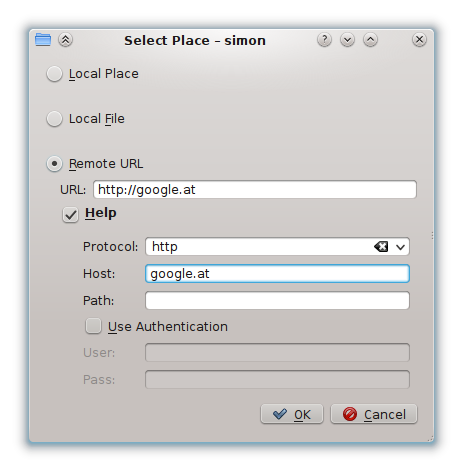 Select Place – simon
Local Place
Local File
Remote URL
URL: http://google.at
Help
Protocol: http
Host: google.at
Path:
Use Authentication
User:
Pass:
OK Cancel